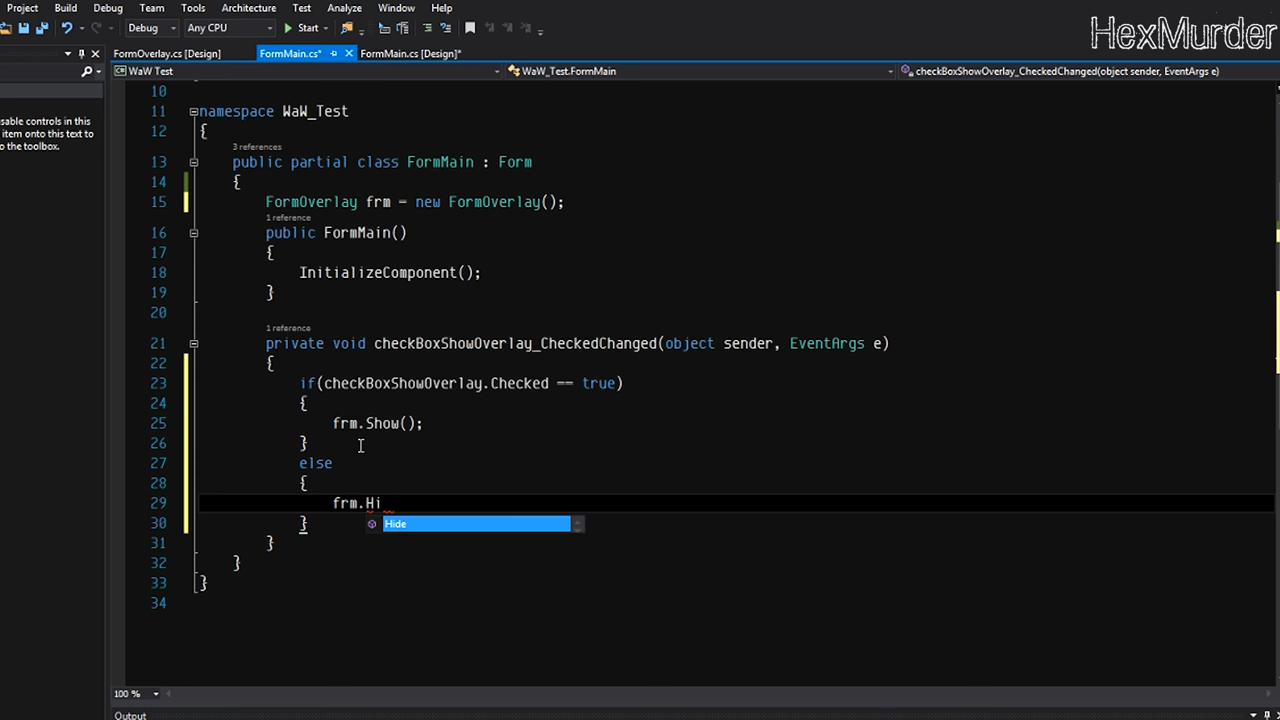 Project Build Debug Team Tools Architecture Test Analyze Window Help
HexMurder
Debug Any CPU Start
FormOverlay.cs [Design] FormMain.cs* FormMain.cs [Design]*
WaW Test WaW_Test.FormMain checkBoxShowOverlay_CheckedChanged(object sender, EventArgs e)
10
11 namespace WaW_Test
12 {
3 references
13 public partial class FormMain : Form
14 {
15 FormOverlay frm = new FormOverlay();
1 reference
16 public FormMain()
17 {
18 InitializeComponent();
19 }
20
1 reference
21 private void checkBoxShowOverlay_CheckedChanged(object sender, EventArgs e)
22 {
23 if(checkBoxShowOverlay.Checked == true)
24 {
25 frm.Show();
26 }
27 else
28 {
29 frm.Hi
30 }
Hide
31 }
32 }
33 }
34
sable controls in this
item onto this text to
o the toolbox.
100 %
Output